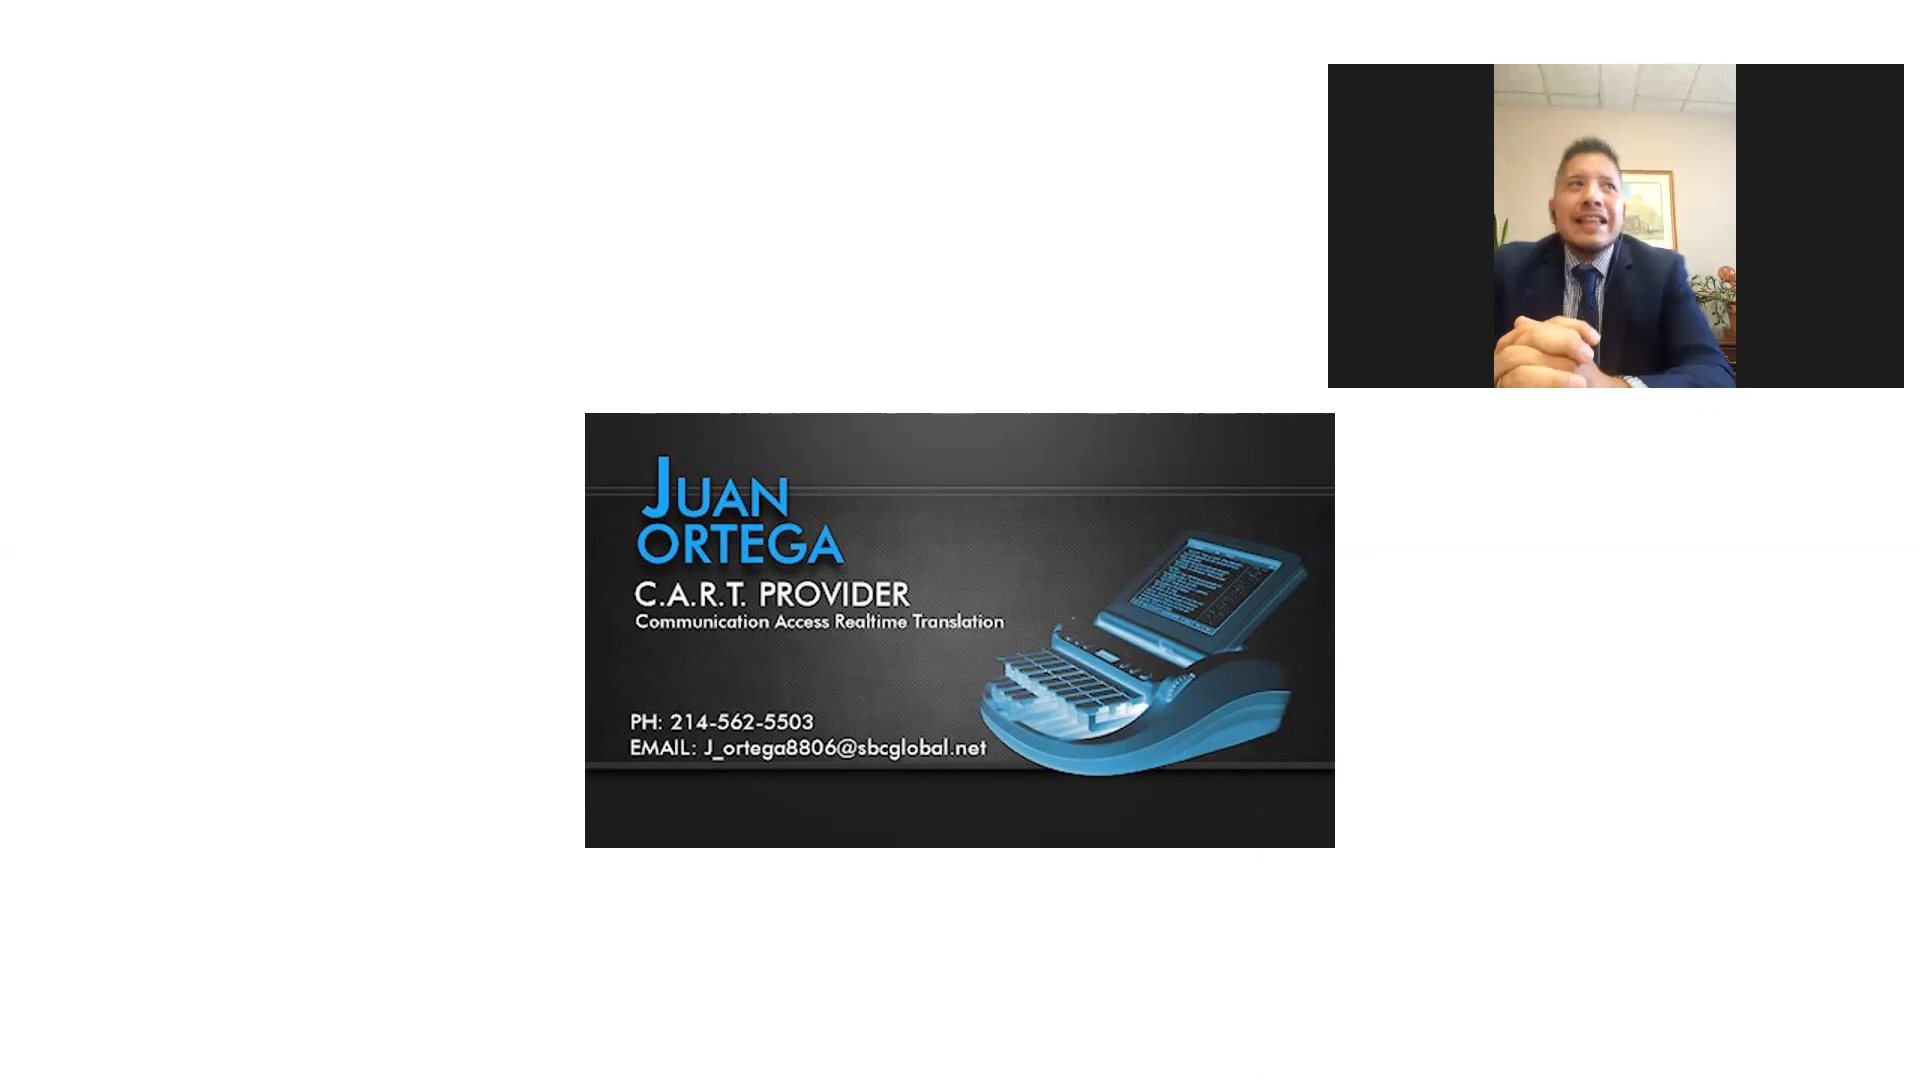 JUAN
ORTEGA
C.A.R.T. PROVIDER
Communication Access Realtime Translation
PH: 214-562-5503
EMAIL: J_ortega8806@sbcglobal.net